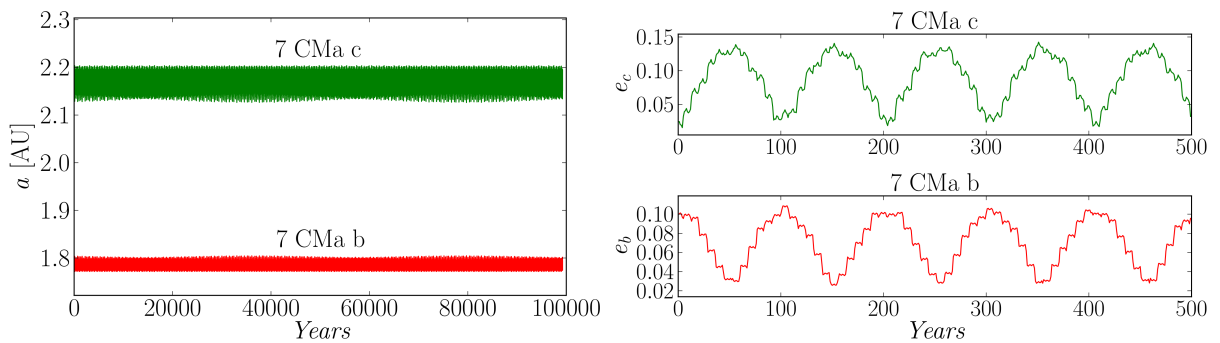 2.3
2.2
2.1
2.0
1.9
1.8
a [AU]
7 CMa c
7 CMa b
0 20000 40000 60000 80000 100000
Years
7 CMa c
0.15
0.10
0.05
e_c
0 100 200 300 400 500
7 CMa b
0.10
0.08
0.06
0.04
0.02
e_b
0 100 200 300 400 500
Years